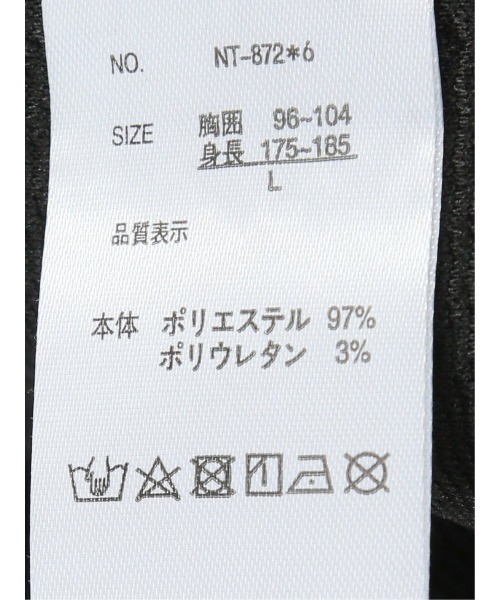 NO. NT-872*6
SIZE 胸囲 96~104
身長 175~185
L
品質表示
本体 ポリエステル 97%
ポリウレタン 3%